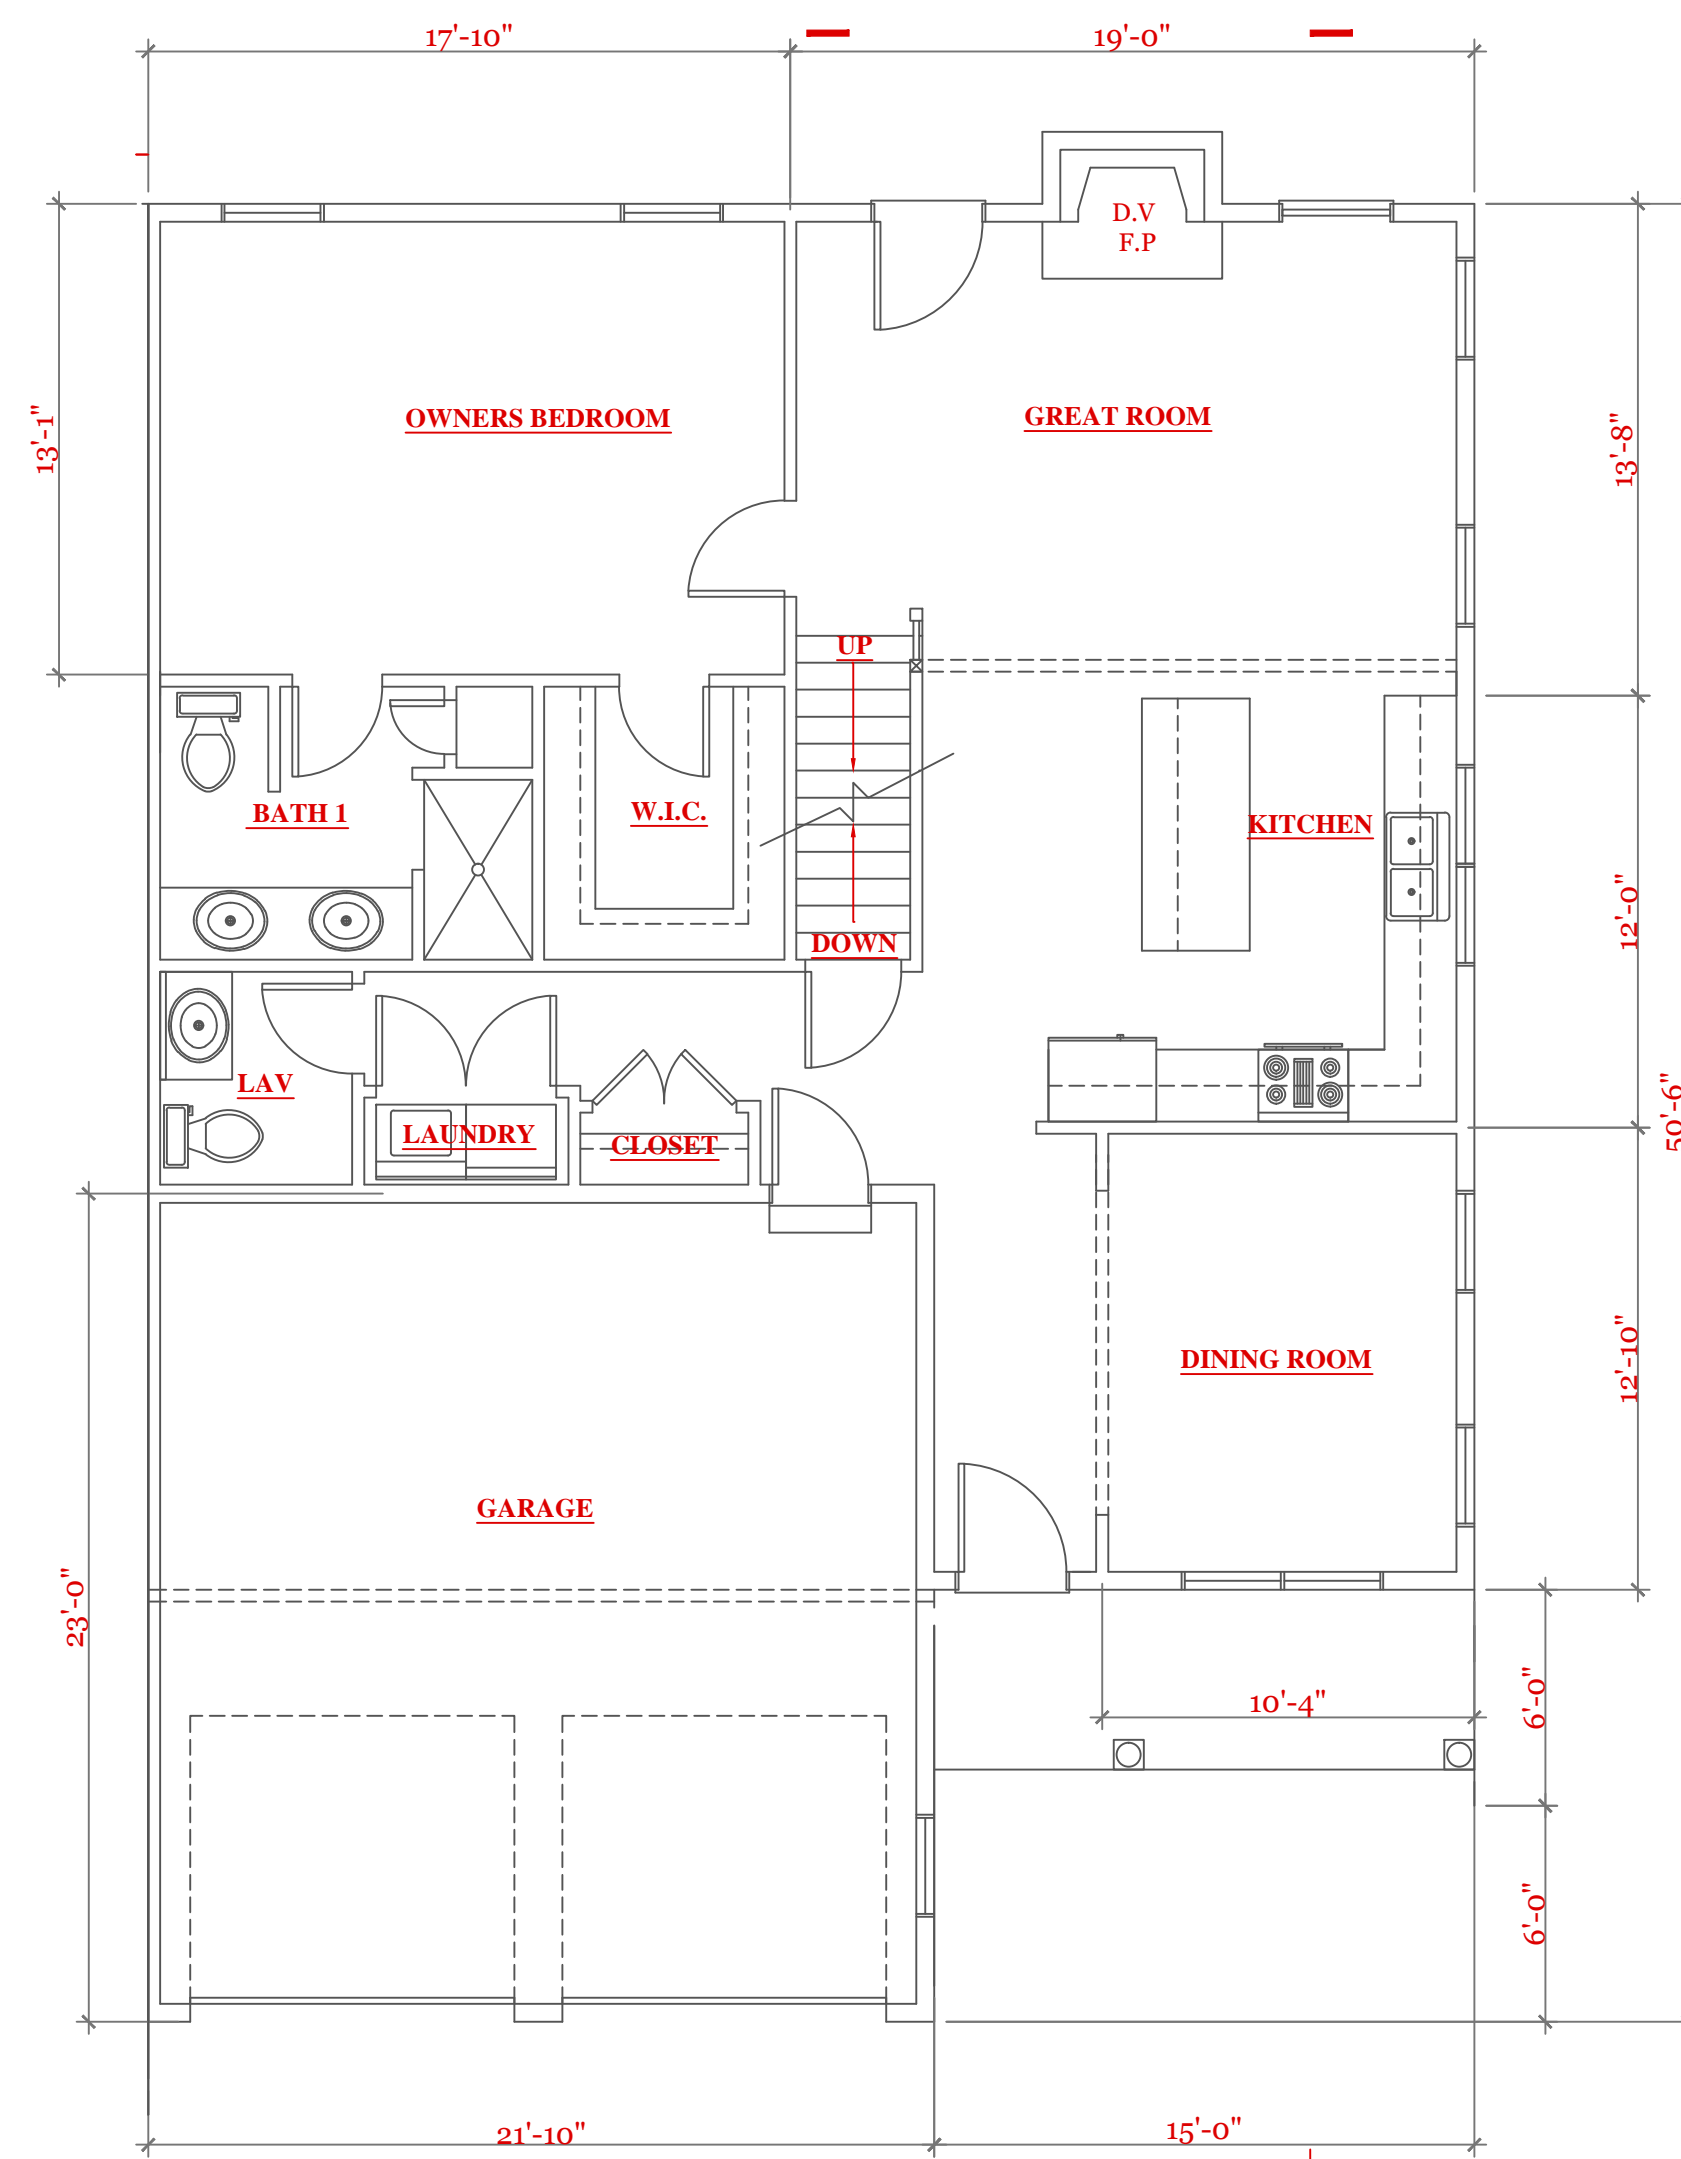 17'-10"
19'-0"
D.V
F.P
OWNERS BEDROOM
GREAT ROOM
13'-1"
13'-8"
UP
BATH 1
W.I.C.
KITCHEN
12'-0"
DOWN
LAV
LAUNDRY
CLOSET
50'-6"
DINING ROOM
12'-10"
GARAGE
23'-0"
10'-4"
6'-0"
6'-0"
21'-10"
15'-0"